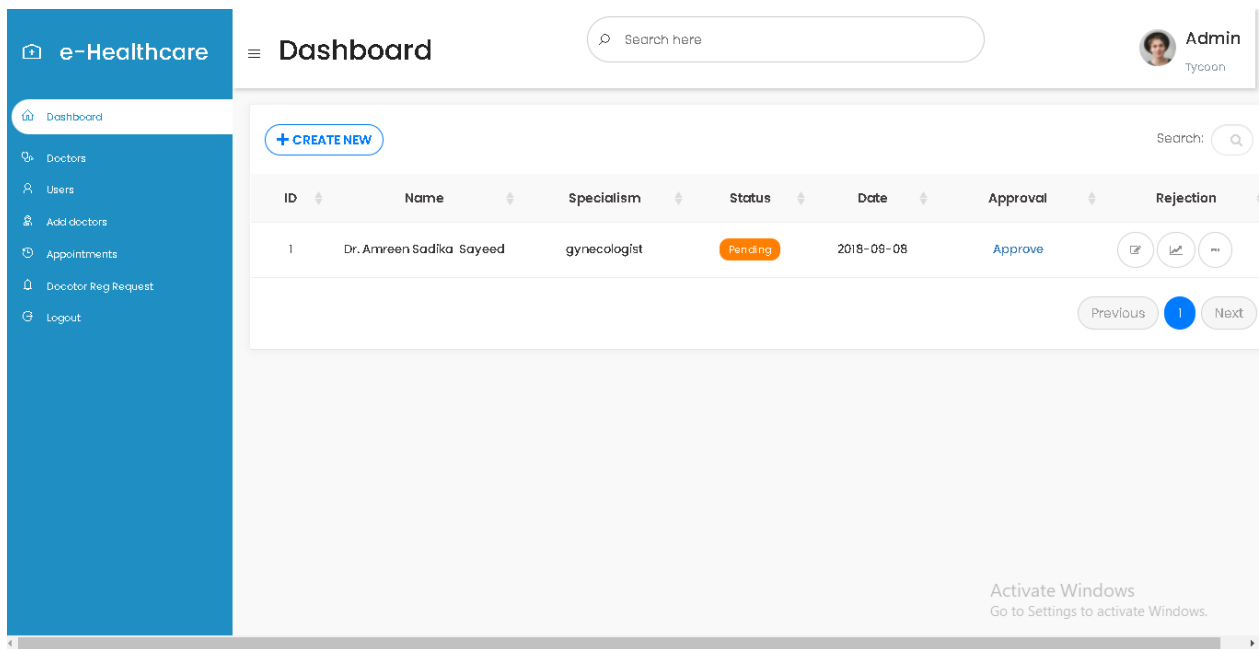 e-Healthcare
Dashboard
Search here
Admin
Tycoon
Dashboard
Doctors
Users
Add doctors
Appointments
Docotor Reg Request
Logout
CREATE NEW
Search:
ID Name Specialism Status Date Approval Rejection
1 Dr. Amreen Sadika Sayeed gynecologist Pending 2018-09-08 Approve
Previous 1 Next
Activate Windows
Go to Settings to activate Windows.